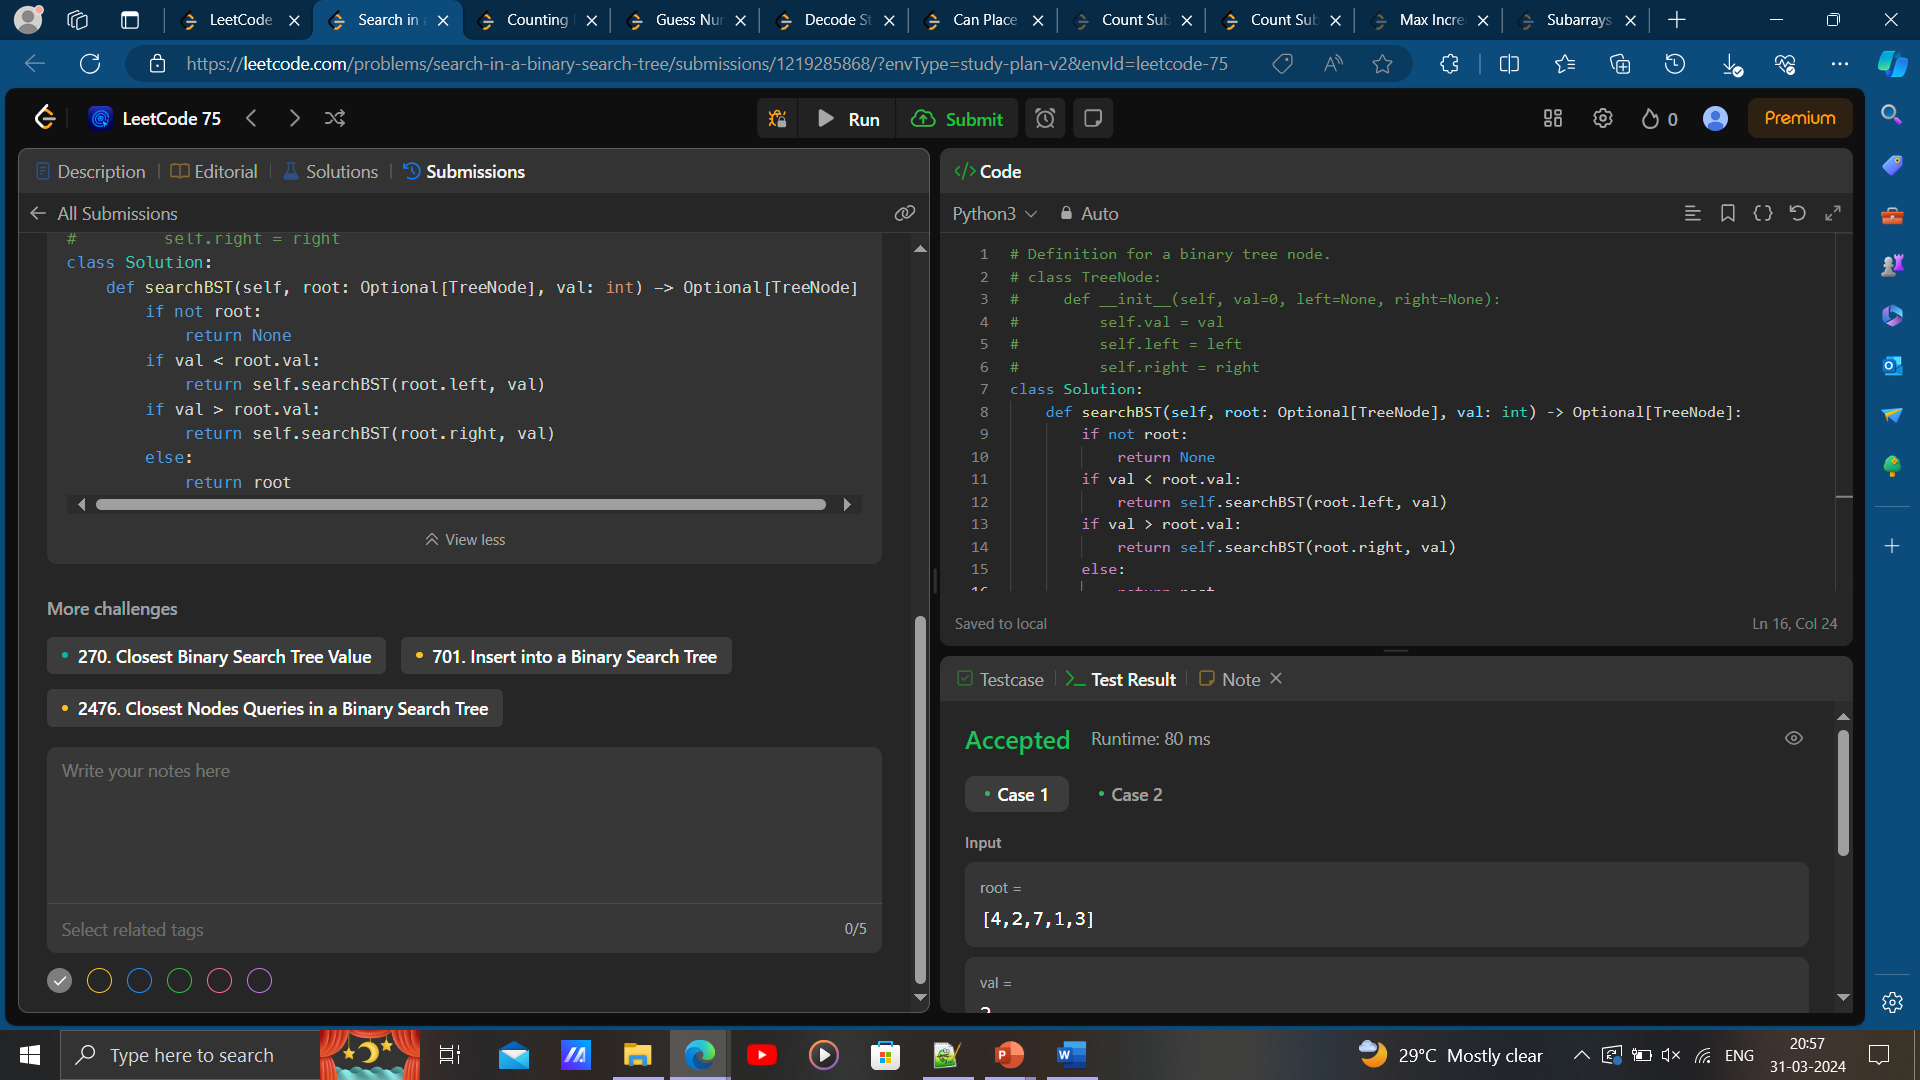 LeetCode
Search in
Counting
Guess Nu
Decode St
Can Place
Count Sub
Count Sub
Max Incre
Subarrays
https://leetcode.com/problems/search-in-a-binary-search-tree/submissions/1219285868/?envType=study-plan-v2&envId=leetcode-75
LeetCode 75
Run
Submit
0
Premium
Description
Editorial
Solutions
Submissions
All Submissions
#         self.right = right
class Solution:
    def searchBST(self, root: Optional[TreeNode], val: int) -> Optional[TreeNode]
        if not root:
            return None
        if val < root.val:
            return self.searchBST(root.left, val)
        if val > root.val:
            return self.searchBST(root.right, val)
        else:
            return root
View less
More challenges
270. Closest Binary Search Tree Value
701. Insert into a Binary Search Tree
2476. Closest Nodes Queries in a Binary Search Tree
Write your notes here
Select related tags
0/5
</> Code
Python3
Auto
1 # Definition for a binary tree node.
2 # class TreeNode:
3 #     def __init__(self, val=0, left=None, right=None):
4 #         self.val = val
5 #         self.left = left
6 #         self.right = right
7 class Solution:
8     def searchBST(self, root: Optional[TreeNode], val: int) -> Optional[TreeNode]:
9         if not root:
10             return None
11         if val < root.val:
12             return self.searchBST(root.left, val)
13         if val > root.val:
14             return self.searchBST(root.right, val)
15         else:
16             return root
Saved to local
Ln 16, Col 24
Testcase
Test Result
Note
Accepted
Runtime: 80 ms
Case 1
Case 2
Input
root =
[4,2,7,1,3]
val =
2
Type here to search
29°C Mostly clear
ENG
20:57
31-03-2024